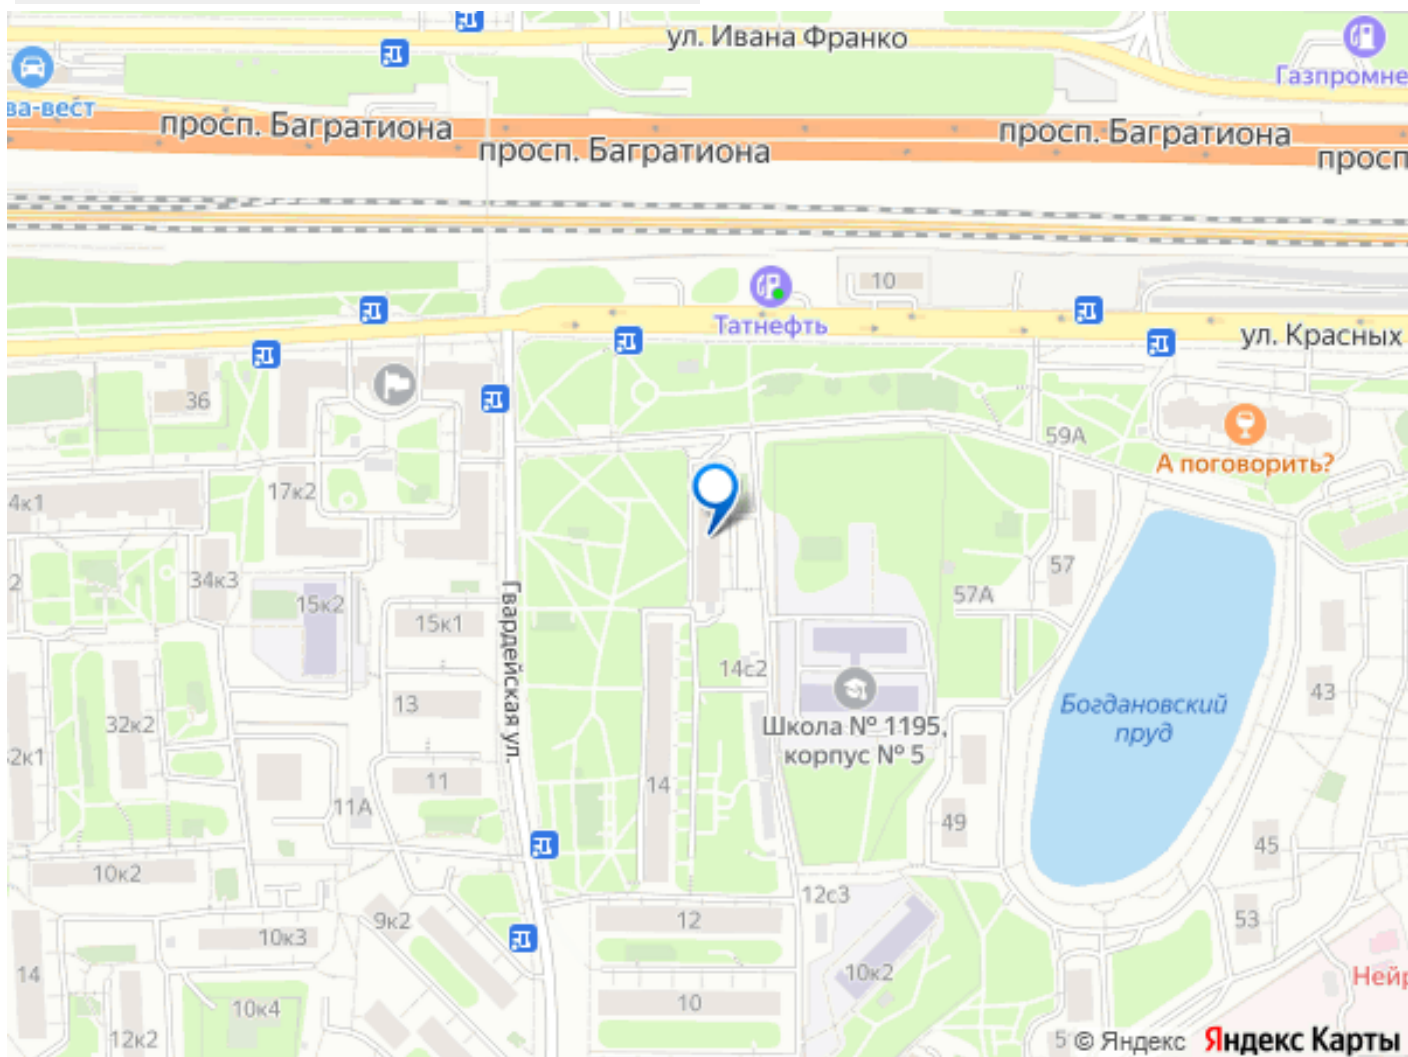 ул. Ивана Франко
Газпромне
ва-вест
просп. Багратиона
просп. Багратиона
просп. Багратиона
просп
10
Татнефть
ул. Красных
36
59А
А поговорить?
4к1
17к2
2
34к3
57
15к2
57А
15к1
Гвардейская ул.
14с2
43
13
32к2
Богдановский
пруд
Школа № 1195,
корпус № 5
2к1
11
14
11А
49
45
10к2
12с3
9к2
12
53
10к3
14
10к2
Ней
10
10к4
12к2
5
© Яндекс Яндекс Карты